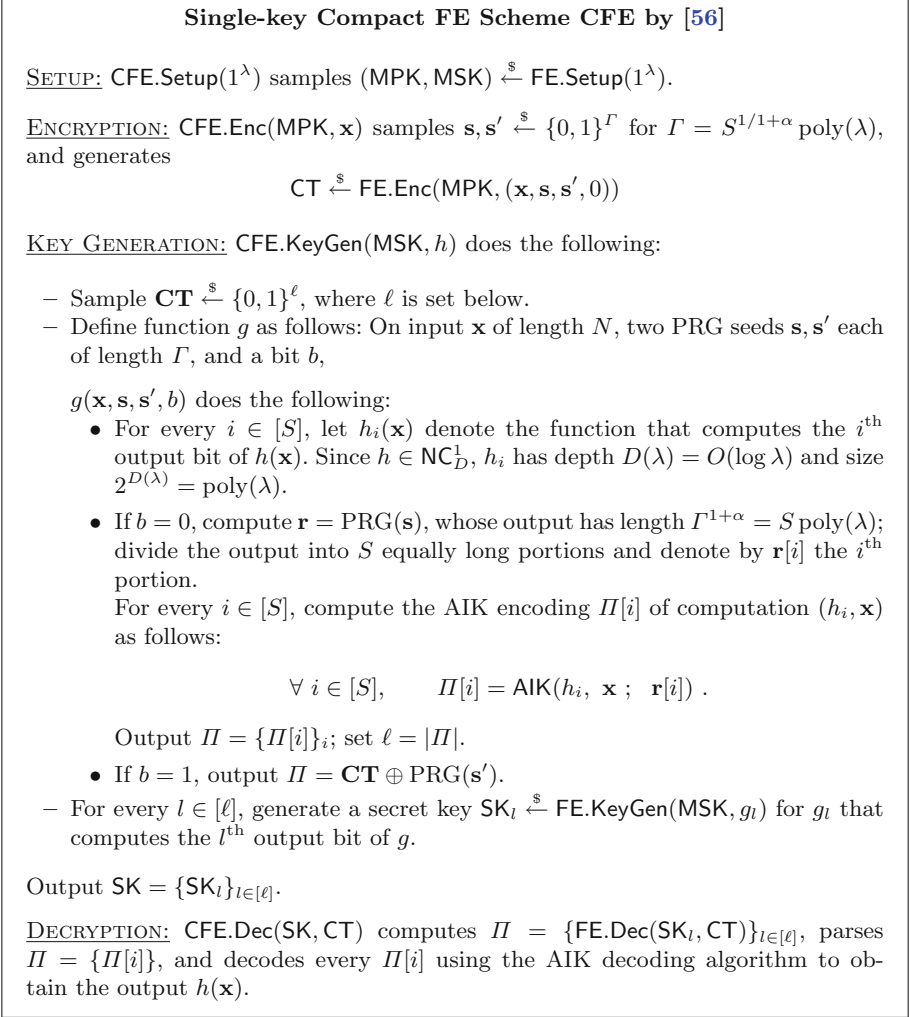 Single-key Compact FE Scheme CFE by [56]
SETUP: CFE.Setup(1^λ) samples (MPK, MSK) ←$ FE.Setup(1^λ).
ENCRYPTION: CFE.Enc(MPK, x) samples s, s′ ←$ {0, 1}^Γ for Γ = S^{1/1+α} poly(λ),
and generates
CT ←$ FE.Enc(MPK, (x, s, s′, 0))
KEY GENERATION: CFE.KeyGen(MSK, h) does the following:
– Sample CT ←$ {0, 1}^ℓ, where ℓ is set below.
– Define function g as follows: On input x of length N, two PRG seeds s, s′ each
of length Γ, and a bit b,
g(x, s, s′, b) does the following:
• For every i ∈ [S], let h_i(x) denote the function that computes the i^th
output bit of h(x). Since h ∈ NC^1_D, h_i has depth D(λ) = O(log λ) and size
2^{D(λ)} = poly(λ).
• If b = 0, compute r = PRG(s), whose output has length Γ^{1+α} = S poly(λ);
divide the output into S equally long portions and denote by r[i] the i^th
portion.
For every i ∈ [S], compute the AIK encoding Π[i] of computation (h_i, x)
as follows:
∀ i ∈ [S], Π[i] = AIK(h_i, x ; r[i]) .
Output Π = {Π[i]}_i; set ℓ = |Π|.
• If b = 1, output Π = CT ⊕ PRG(s′).
– For every l ∈ [ℓ], generate a secret key SK_l ←$ FE.KeyGen(MSK, g_l) for g_l that
computes the l^th output bit of g.
Output SK = {SK_l}_{l∈[ℓ]}.
DECRYPTION: CFE.Dec(SK, CT) computes Π = {FE.Dec(SK_l, CT)}_{l∈[ℓ]}, parses
Π = {Π[i]}, and decodes every Π[i] using the AIK decoding algorithm to ob-
tain the output h(x).